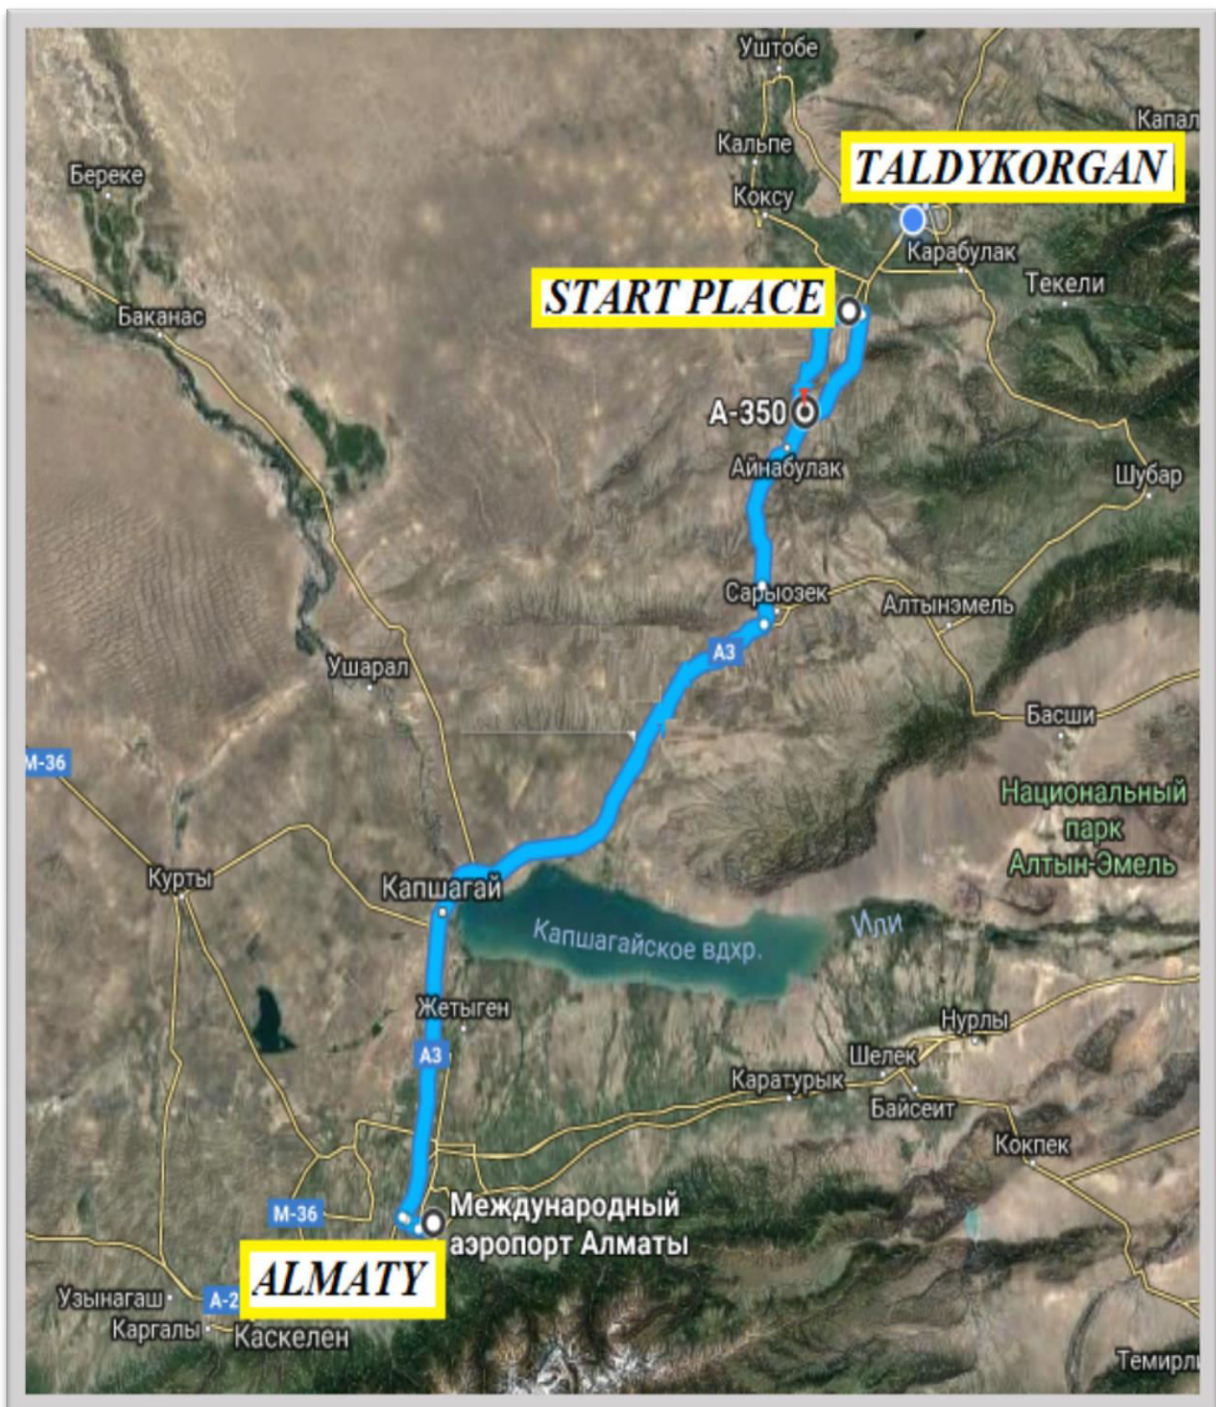 Уштобе
Капал
Кальпе
TALDYKORGAN
Береке
Коксу
Карабулак
Текели
START PLACE
Баканас
A-350
Айнабулак
Шубар
Сарыозек
Алтынэмель
A3
Ушарал
Басши
M-36
Национальный
парк
Алтын-Эмель
Курты
Капшагай
Капшагайское вдхр.
Или
Жетыген
Нурлы
A3
Шелек
Каратурык
Байсеит
Кокпек
M-36
Международный
аэропорт Алматы
ALMATY
Узынагаш
A-2
Каргалы
Каскелен
Темирли